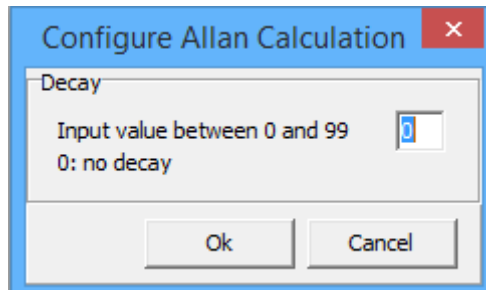 Configure Allan Calculation
Decay
Input value between 0 and 99 0
0: no decay
Ok Cancel